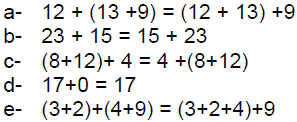 a- 12 + (13 +9) = (12 + 13) +9
b- 23 + 15 = 15 + 23
c- (8+12)+ 4 = 4 +(8+12)
d- 17+0 = 17
e- (3+2)+(4+9) = (3+2+4)+9